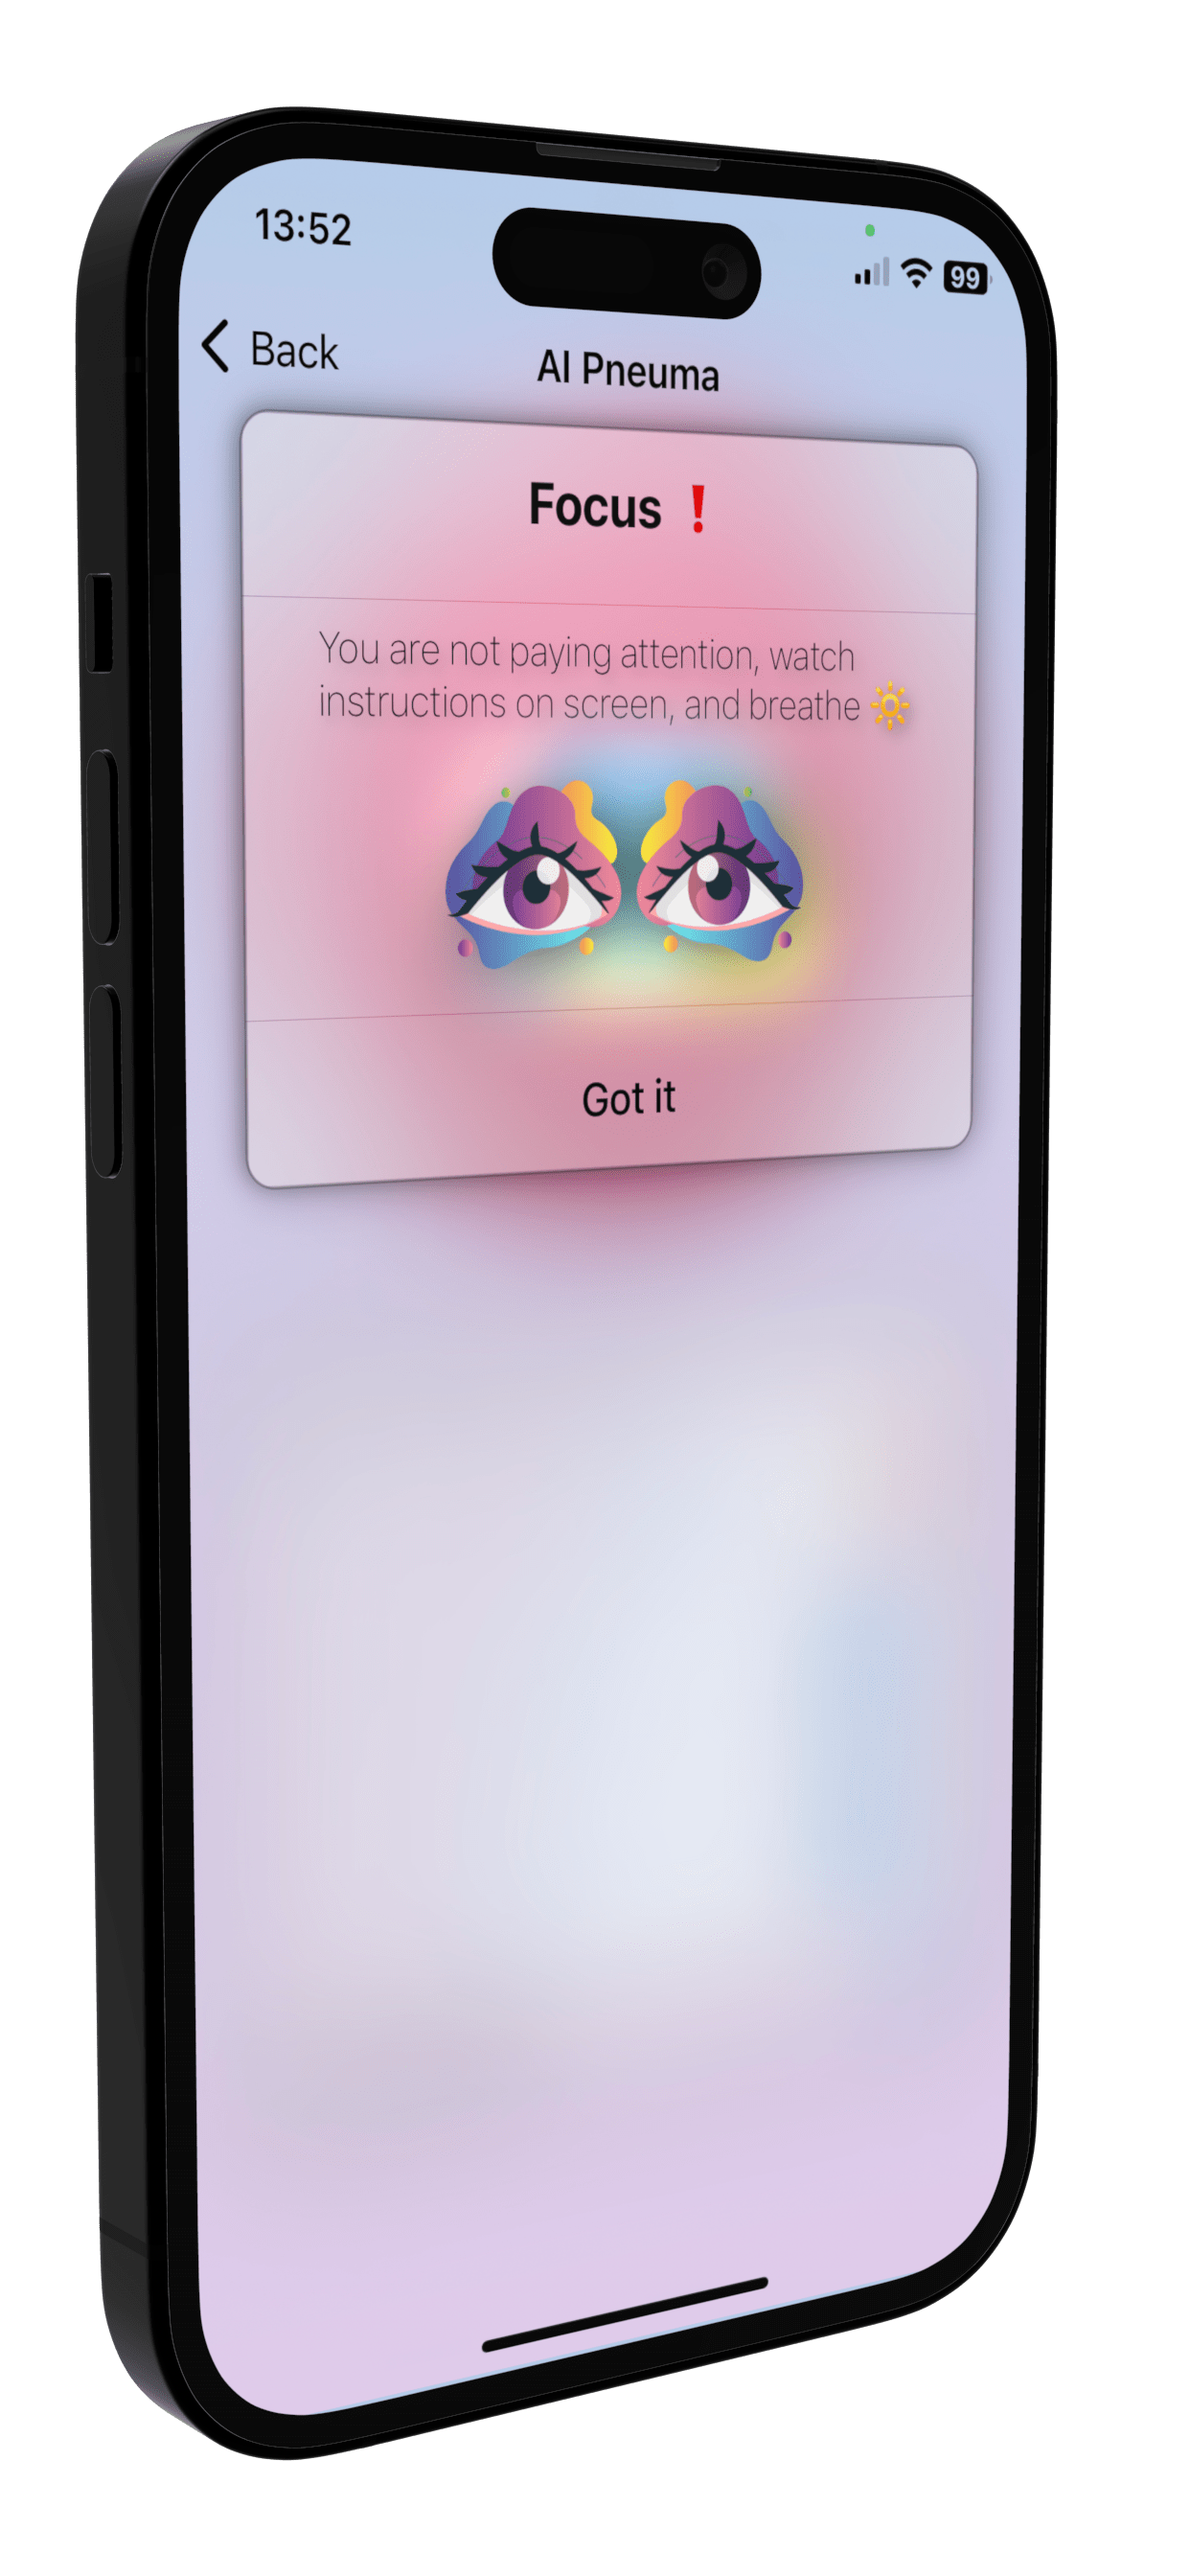 13:52
99
Back
AI Pneuma
Focus❗
You are not paying attention, watch
instructions on screen, and breathe 🔅
Got it